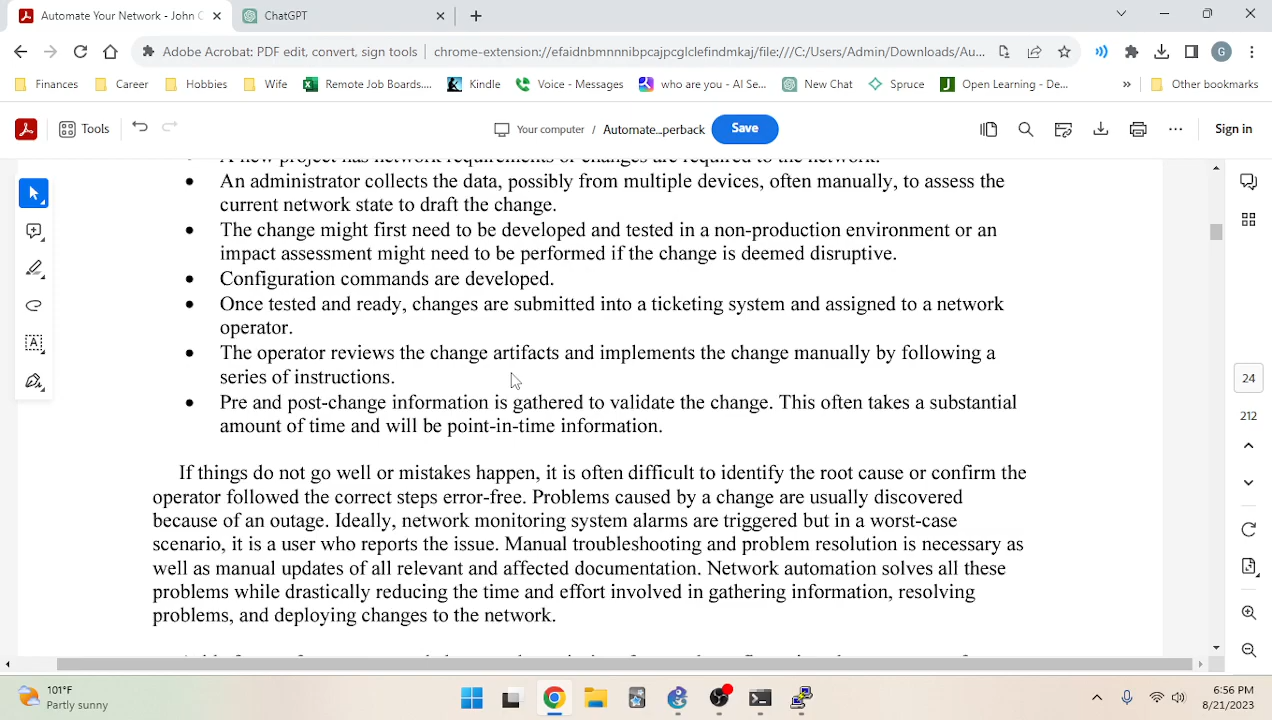 Automate Your Network - John C
ChatGPT
Adobe Acrobat: PDF edit, convert, sign tools
chrome-extension://efaidnbmnnnibpcajpcglclefindmkaj/file:///C:/Users/Admin/Downloads/Au...
G
Finances
Career
Hobbies
Wife
Remote Job Boards....
Kindle
Voice - Messages
who are you - AI Se...
New Chat
Spruce
Open Learning - De...
»
Other bookmarks
Tools
Your computer / Automate...perback
Save
Sign in
A new project has network requirements or changes are required to the network.
• An administrator collects the data, possibly from multiple devices, often manually, to assess the
current network state to draft the change.
• The change might first need to be developed and tested in a non-production environment or an
impact assessment might need to be performed if the change is deemed disruptive.
• Configuration commands are developed.
• Once tested and ready, changes are submitted into a ticketing system and assigned to a network
operator.
• The operator reviews the change artifacts and implements the change manually by following a
series of instructions.
• Pre and post-change information is gathered to validate the change. This often takes a substantial
amount of time and will be point-in-time information.
If things do not go well or mistakes happen, it is often difficult to identify the root cause or confirm the
operator followed the correct steps error-free. Problems caused by a change are usually discovered
because of an outage. Ideally, network monitoring system alarms are triggered but in a worst-case
scenario, it is a user who reports the issue. Manual troubleshooting and problem resolution is necessary as
well as manual updates of all relevant and affected documentation. Network automation solves all these
problems while drastically reducing the time and effort involved in gathering information, resolving
problems, and deploying changes to the network.
24
212
101°F
Partly sunny
6:56 PM
8/21/2023